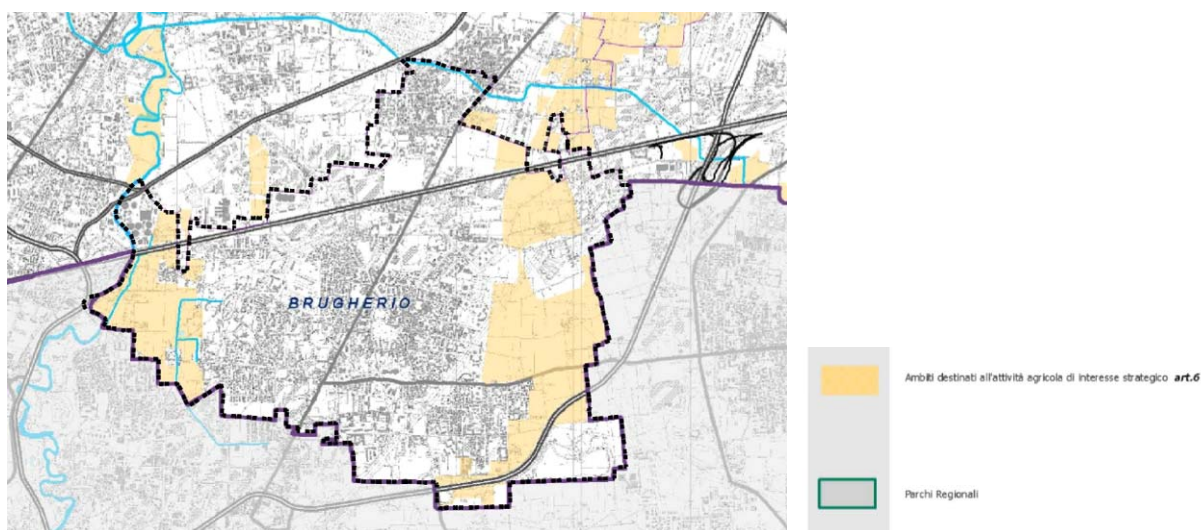 BRUGHERIO
Ambiti destinati all'attività agricola di interesse strategico art.6
Parchi Regionali